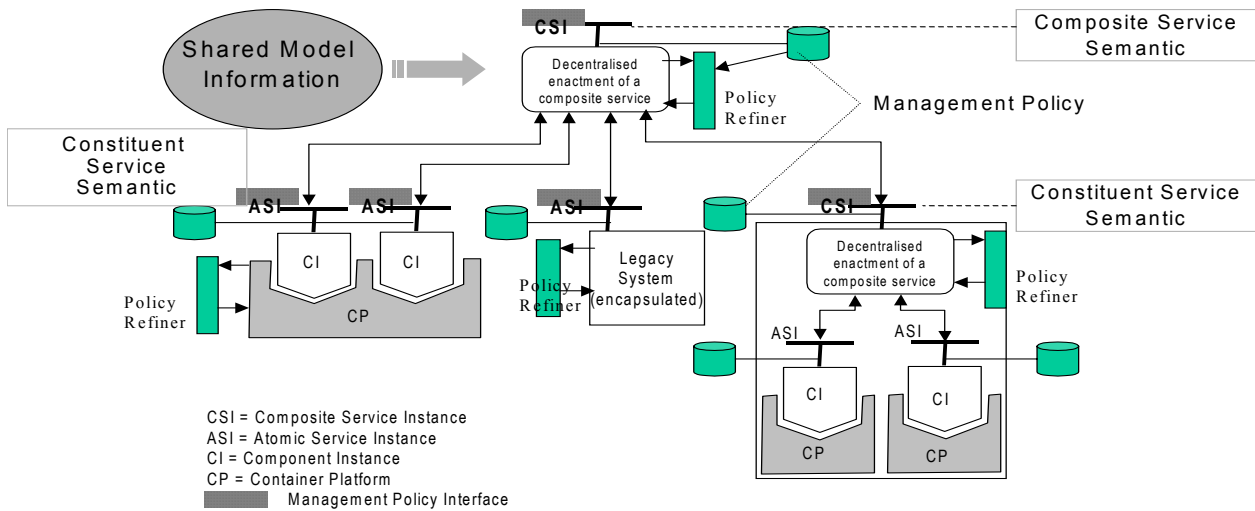 CSI
Composite Service
Semantic
Shared Model
Information
Decentralised
enactment of a
composite service
Policy
Refiner
Management Policy
Constituent
Service
Semantic
ASI
ASI
ASI
CSI
Constituent Service
Semantic
CI
CI
CP
Policy
Refiner
Legacy
System
(encapsulated)
Policy
Refiner
Decentralised
enactment of a
composite service
Policy
Refiner
ASI
ASI
CI
CI
CP
CP
CSI = Composite Service Instance
ASI = Atomic Service Instance
CI = Component Instance
CP = Container Platform
Management Policy Interface